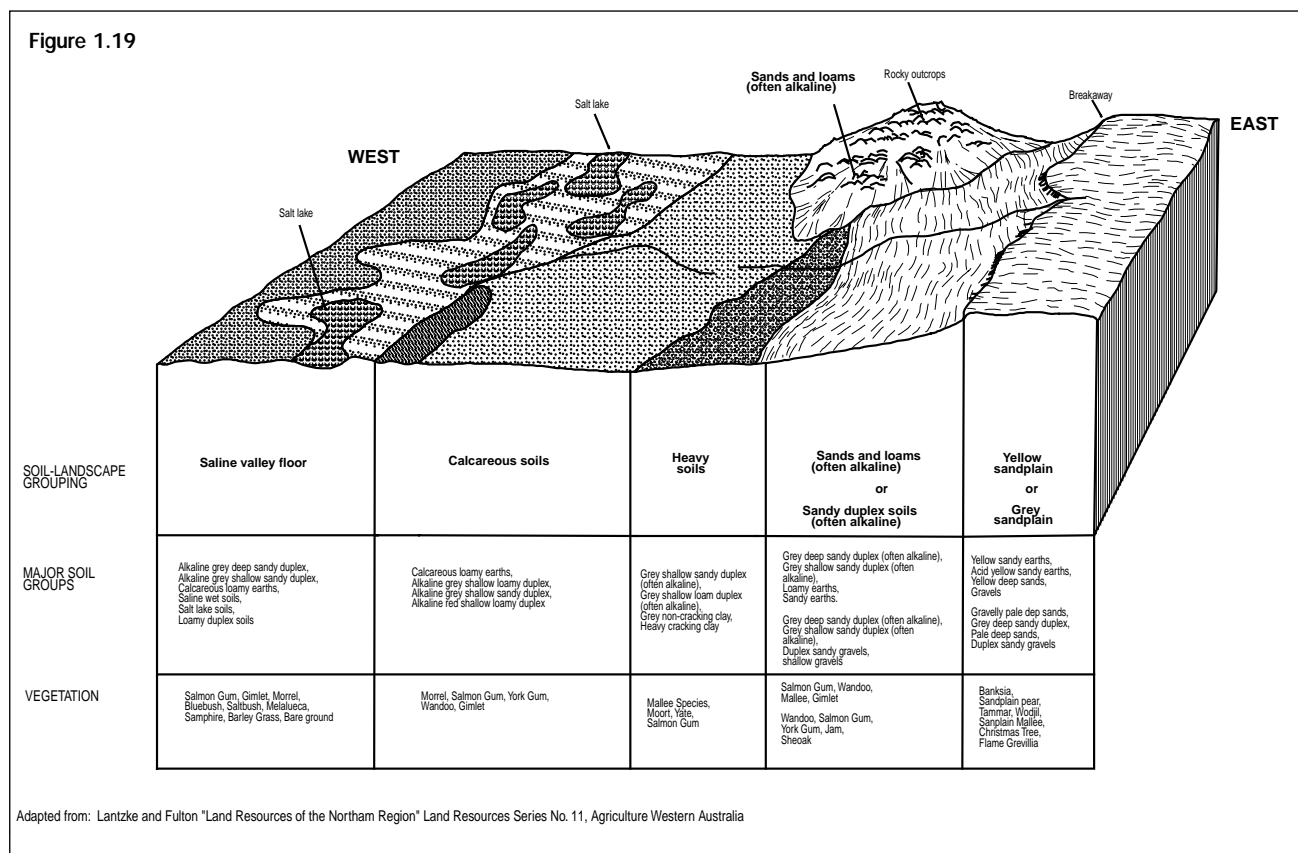 Figure 1.19
Sands and loams
(often alkaline)
Rocky outcrops
Breakaway
EAST
Salt lake
WEST
Salt lake
SOIL-LANDSCAPE
GROUPING
Saline valley floor
Calcareous soils
Heavy
soils
Sands and loams
(often alkaline)
or
Sandy duplex soils
(often alkaline)
Yellow
sandplain
or
Grey
sandplain
MAJOR SOIL
GROUPS
Alkaline grey deep sandy duplex,
Alkaline grey shallow sandy duplex,
Calcareous loamy earths,
Saline wet soils,
Salt lake soils,
Loamy duplex soils
Calcareous loamy earths,
Alkaline grey shallow loamy duplex,
Alkaline grey shallow sandy duplex,
Alkaline red shallow loamy duplex
Grey shallow sandy duplex
(often alkaline),
Grey shallow loam duplex
(often alkaline),
Grey non-cracking clay,
Heavy cracking clay
Grey deep sandy duplex (often alkaline),
Grey shallow sandy duplex (often
alkaline),
Loamy earths,
Sandy earths.
Grey deep sandy duplex (often alkaline),
Grey shallow sandy duplex (often
alkaline),
Duplex sandy gravels,
shallow gravels
Yellow sandy earths,
Acid yellow sandy earths,
Yellow deep sands,
Gravels
Gravelly pale dep sands,
Grey deep sandy duplex,
Pale deep sands,
Duplex sandy gravels
VEGETATION
Salmon Gum, Gimlet, Morrel,
Bluebush, Saltbush, Melalueca,
Samphire, Barley Grass, Bare ground
Morrel, Salmon Gum, York Gum,
Wandoo, Gimlet
Mallee Species,
Moort, Yate,
Salmon Gum
Salmon Gum, Wandoo,
Mallee, Gimlet
Wandoo, Salmon Gum,
York Gum, Jam,
Sheoak
Banksia,
Sandplain pear,
Tammar, Wodjil,
Sanplain Mallee,
Christmas Tree,
Flame Grevillia
Adapted from: Lantzke and Fulton "Land Resources of the Northam Region" Land Resources Series No. 11, Agriculture Western Australia